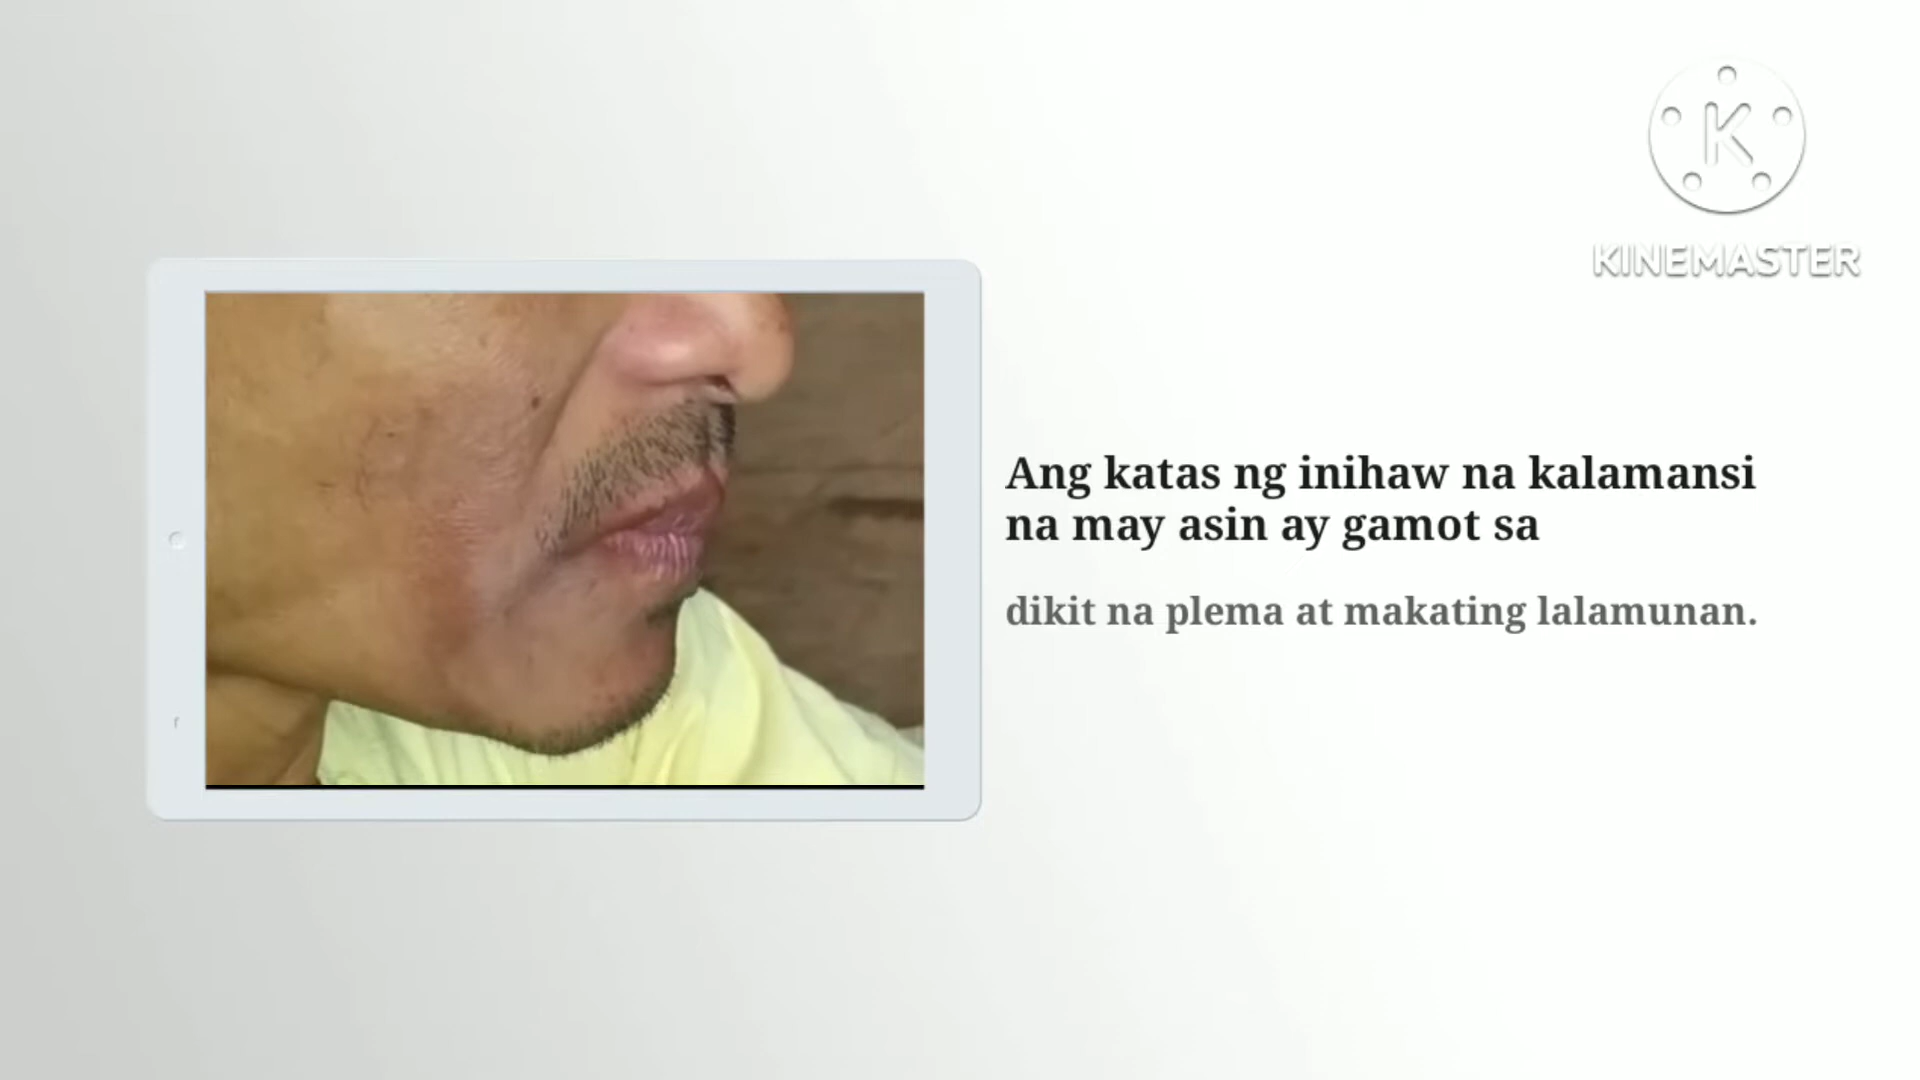 K
KINEMASTER
Ang katas ng inihaw na kalamansi
na may asin ay gamot sa
dikit na plema at makating lalamunan.